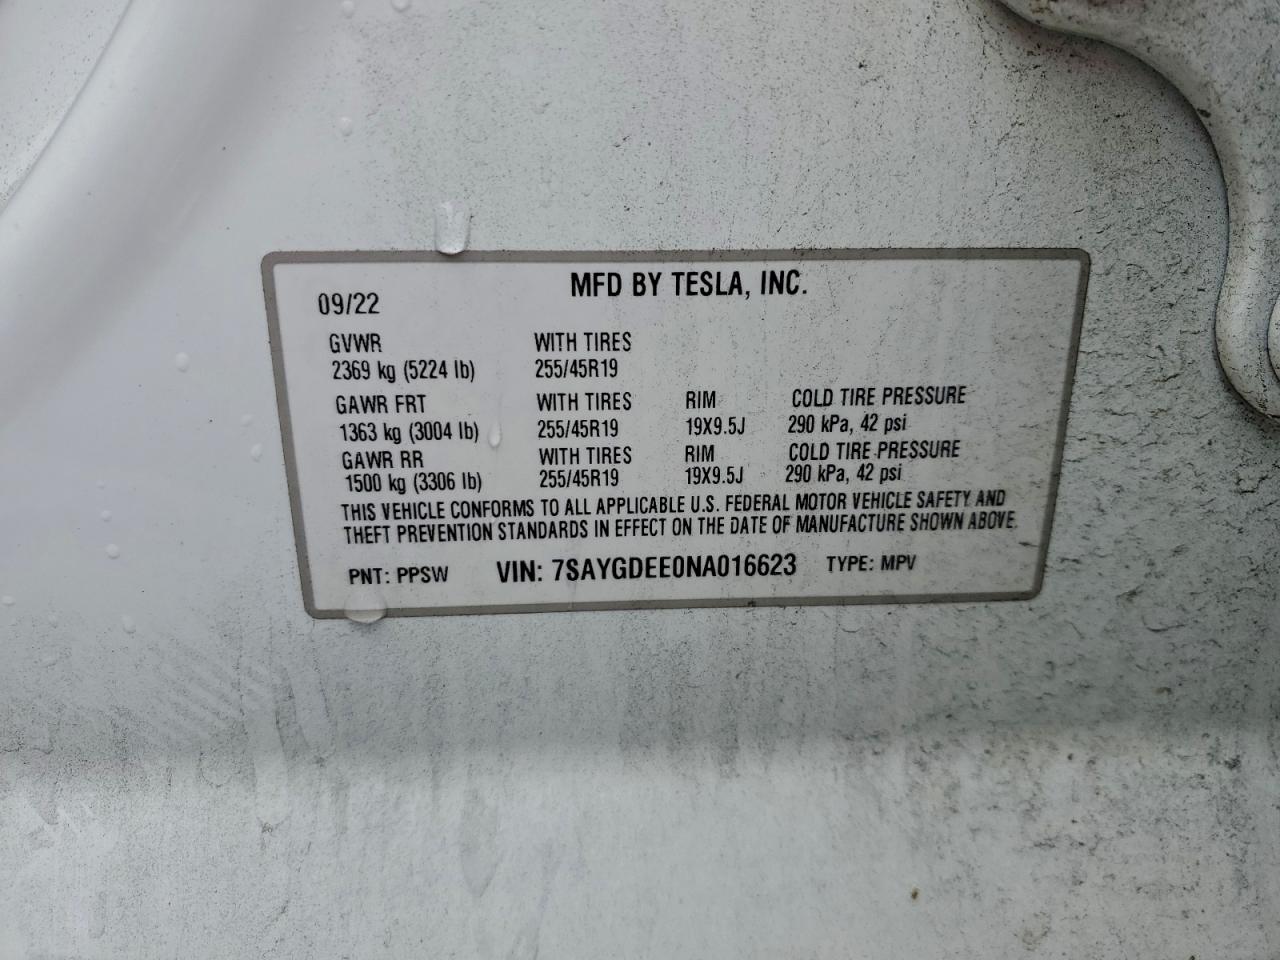 MFD BY TESLA, INC.
09/22
GVWR WITH TIRES
2369 kg (5224 lb) 255/45R19
GAWR FRT WITH TIRES RIM COLD TIRE PRESSURE
1363 kg (3004 lb) 255/45R19 19X9.5J 290 kPa, 42 psi
GAWR RR WITH TIRES RIM COLD TIRE PRESSURE
1500 kg (3306 lb) 255/45R19 19X9.5J 290 kPa, 42 psi
THIS VEHICLE CONFORMS TO ALL APPLICABLE U.S. FEDERAL MOTOR VEHICLE SAFETY AND
THEFT PREVENTION STANDARDS IN EFFECT ON THE DATE OF MANUFACTURE SHOWN ABOVE.
PNT: PPSW VIN: 7SAYGDEE0NA016623 TYPE: MPV